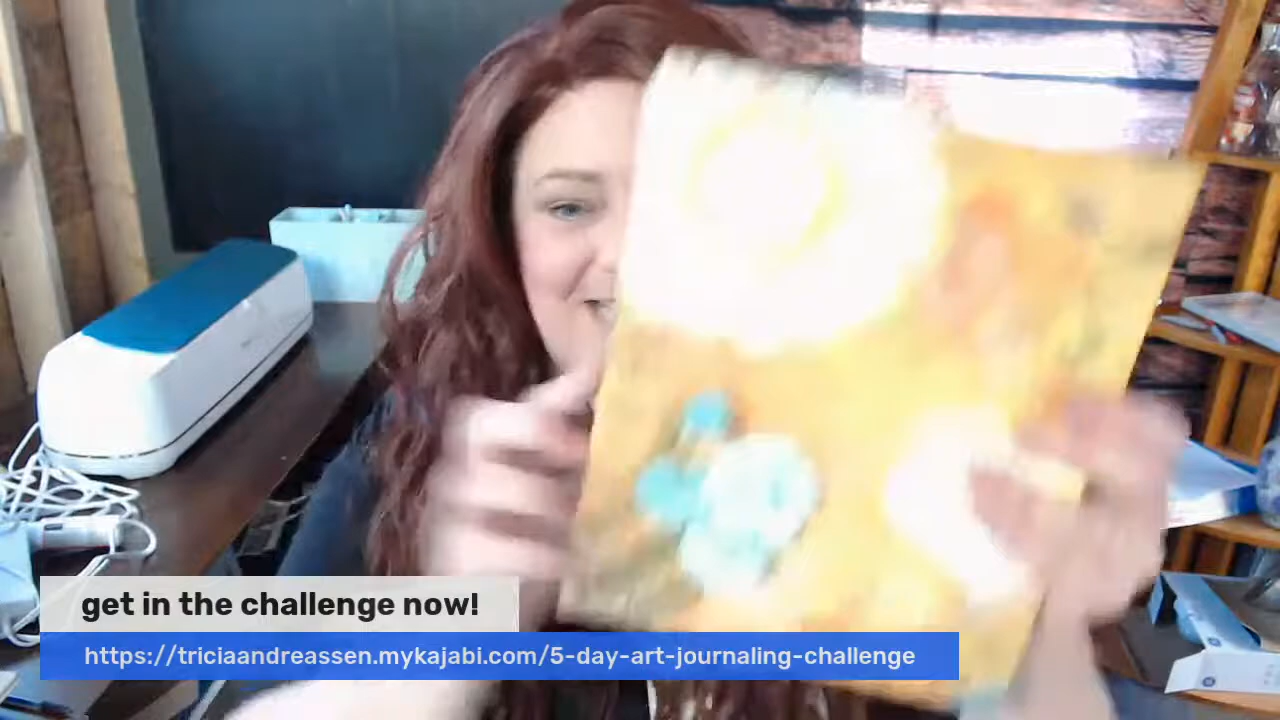 get in the challenge now!
https://triciaandreassen.mykajabi.com/5-day-art-journaling-challenge